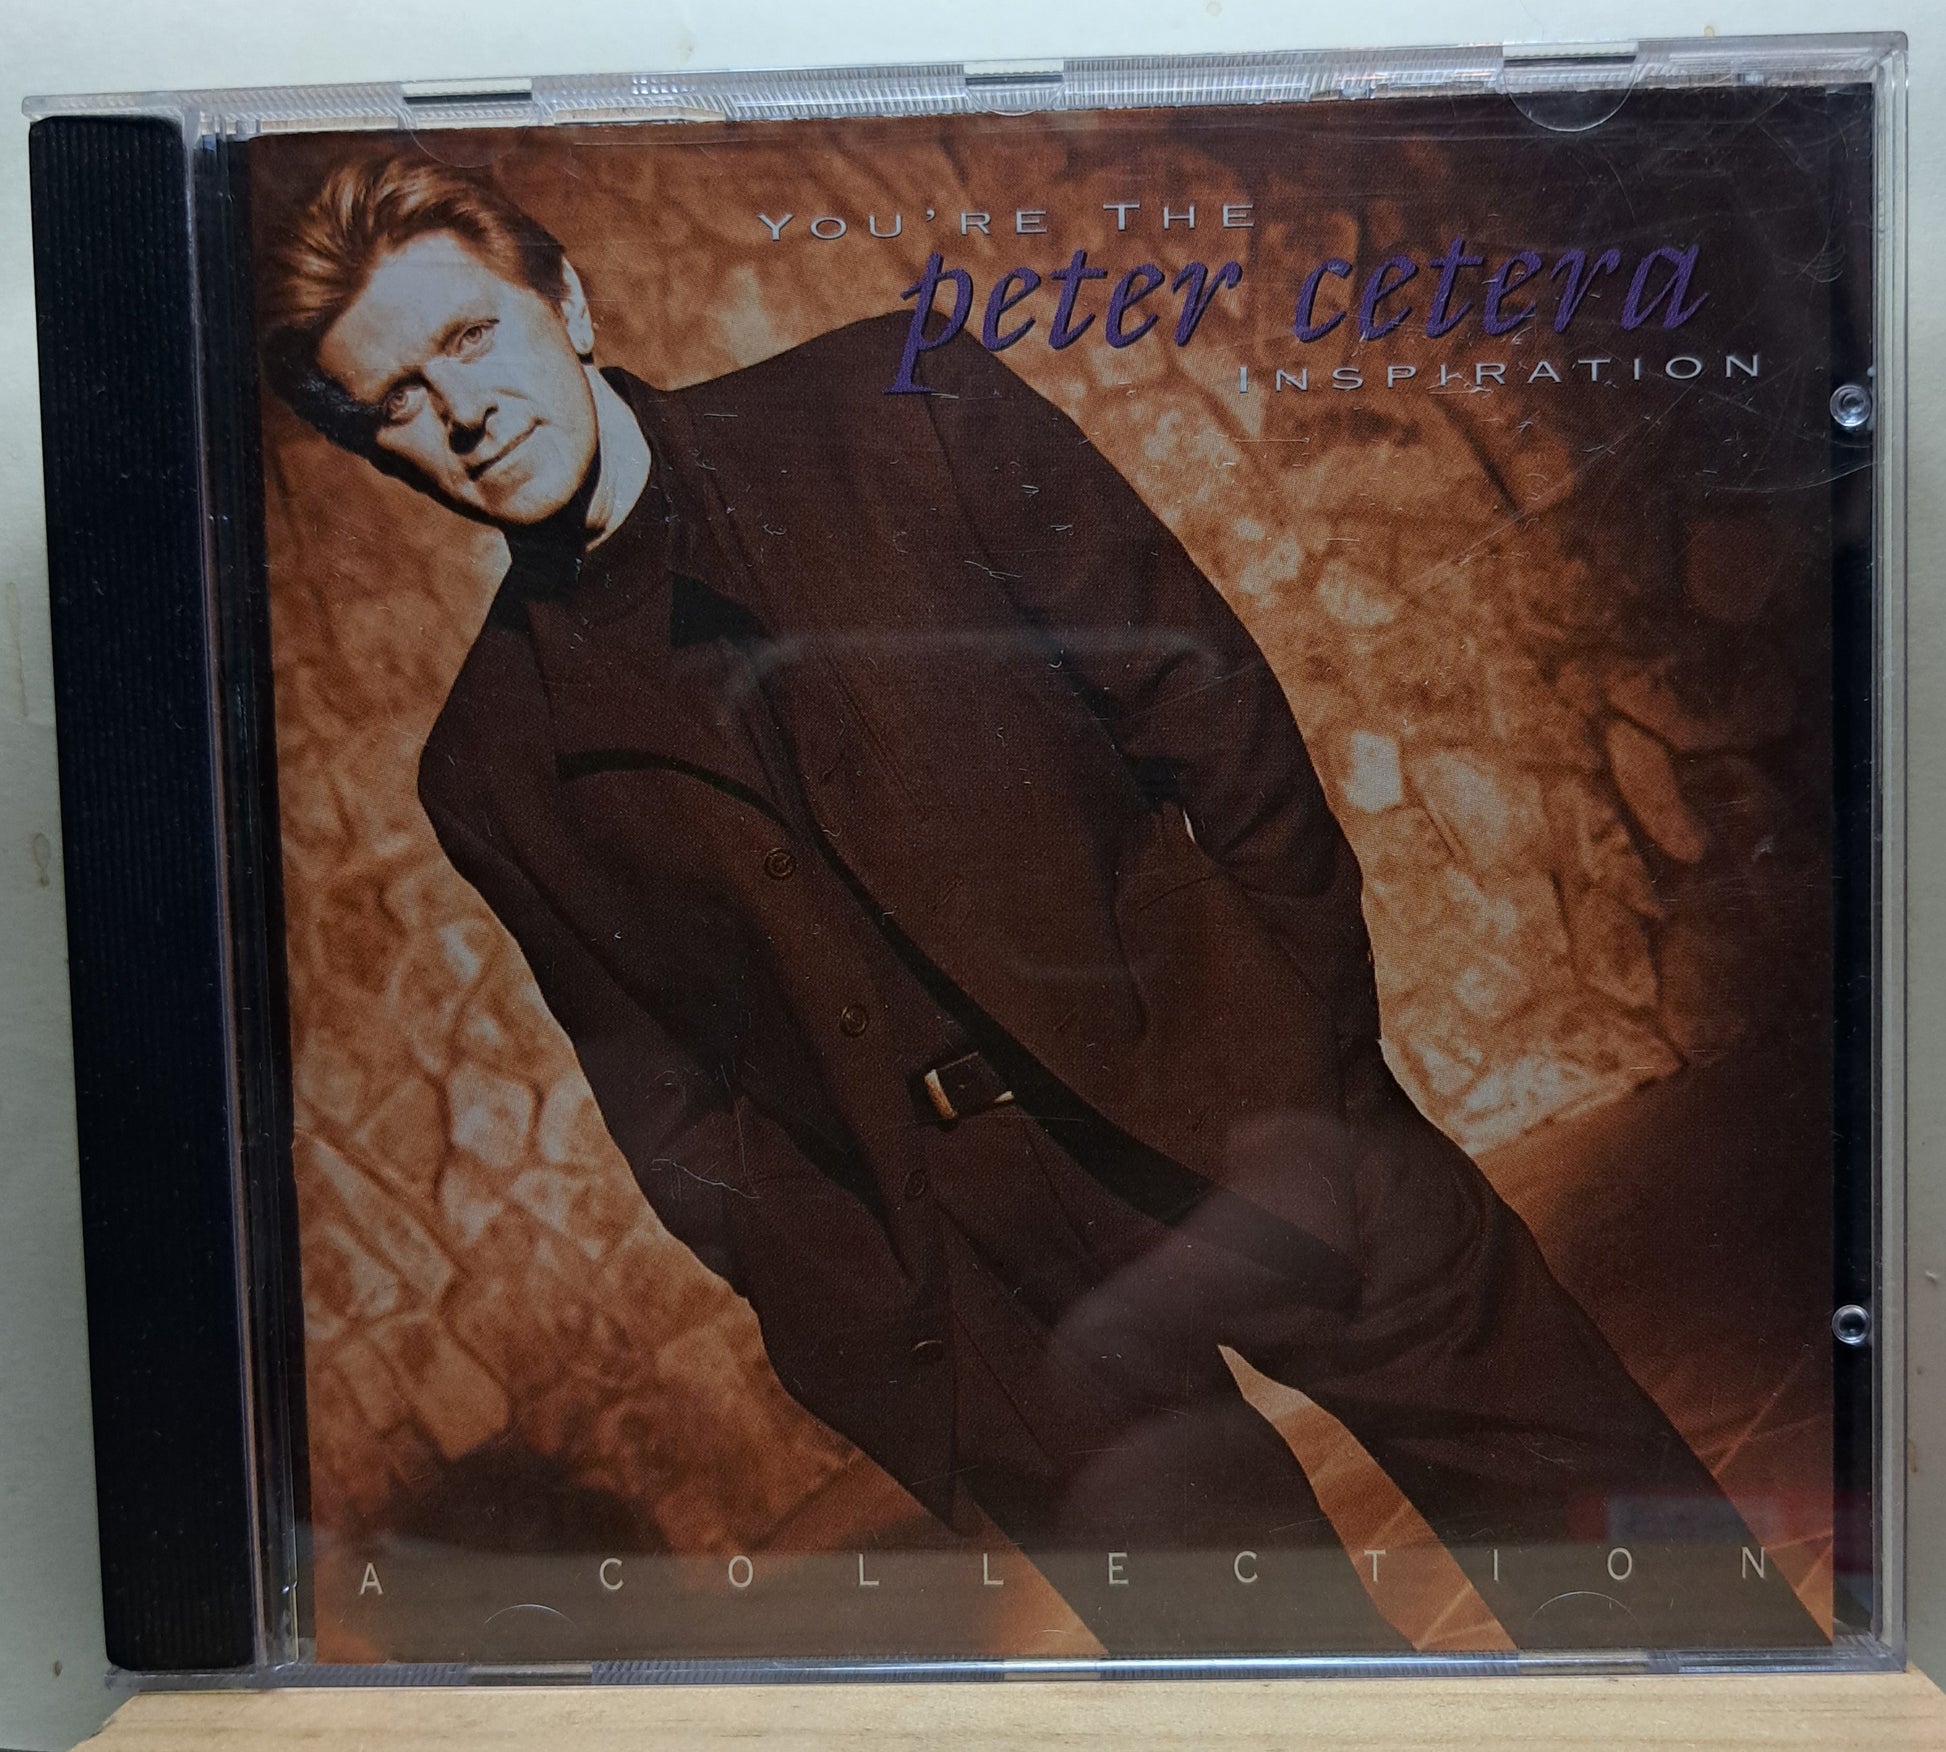 YOU'RE THE
peter cetera
INSPIRATION
A COLLECTION